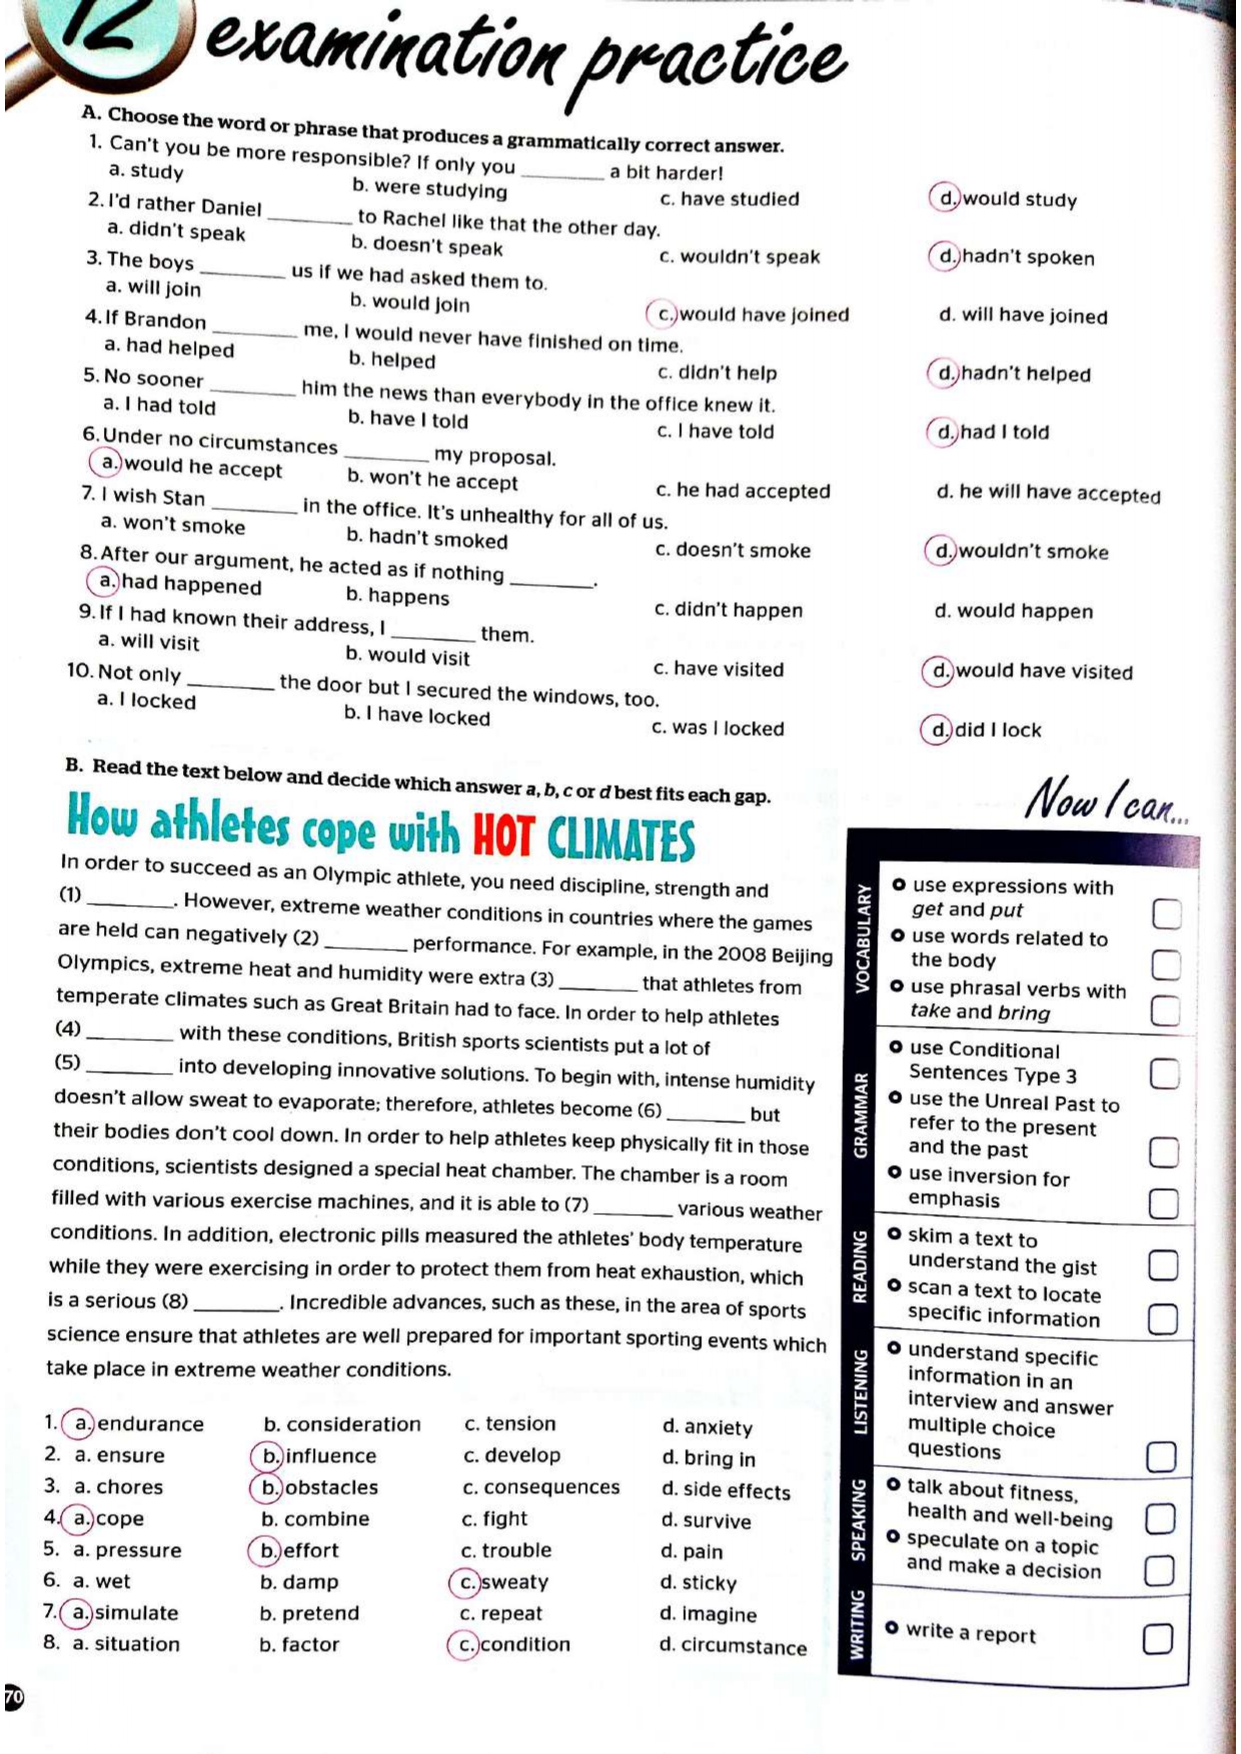 12 examination practice
A. Choose the word or phrase that produces a grammatically correct answer.
1. Can't you be more responsible? If only you ________ a bit harder!
a. study b. were studying c. have studied d. would study
2. I'd rather Daniel ________ to Rachel like that the other day.
a. didn't speak b. doesn't speak c. wouldn't speak d. hadn't spoken
3. The boys ________ us if we had asked them to.
a. will join b. would join c. would have joined d. will have joined
4. If Brandon ________ me, I would never have finished on time.
a. had helped b. helped c. didn't help d. hadn't helped
5. No sooner ________ him the news than everybody in the office knew it.
a. I had told b. have I told c. I have told d. had I told
6. Under no circumstances ________ my proposal.
a. would he accept b. won't he accept c. he had accepted d. he will have accepted
7. I wish Stan ________ in the office. It's unhealthy for all of us.
a. won't smoke b. hadn't smoked c. doesn't smoke d. wouldn't smoke
8. After our argument, he acted as if nothing ________.
a. had happened b. happens c. didn't happen d. would happen
9. If I had known their address, I ________ them.
a. will visit b. would visit c. have visited d. would have visited
10. Not only ________ the door but I secured the windows, too.
a. I locked b. I have locked c. was I locked d. did I lock
B. Read the text below and decide which answer a, b, c or d best fits each gap.
How athletes cope with HOT CLIMATES
In order to succeed as an Olympic athlete, you need discipline, strength and
(1) ________. However, extreme weather conditions in countries where the games
are held can negatively (2) ________ performance. For example, in the 2008 Beijing
Olympics, extreme heat and humidity were extra (3) ________ that athletes from
temperate climates such as Great Britain had to face. In order to help athletes
(4) ________ with these conditions, British sports scientists put a lot of
(5) ________ into developing innovative solutions. To begin with, intense humidity
doesn't allow sweat to evaporate; therefore, athletes become (6) ________ but
their bodies don't cool down. In order to help athletes keep physically fit in those
conditions, scientists designed a special heat chamber. The chamber is a room
filled with various exercise machines, and it is able to (7) ________ various weather
conditions. In addition, electronic pills measured the athletes' body temperature
while they were exercising in order to protect them from heat exhaustion, which
is a serious (8) ________. Incredible advances, such as these, in the area of sports
science ensure that athletes are well prepared for important sporting events which
take place in extreme weather conditions.
1. a. endurance b. consideration c. tension d. anxiety
2. a. ensure b. influence c. develop d. bring in
3. a. chores b. obstacles c. consequences d. side effects
4. a. cope b. combine c. fight d. survive
5. a. pressure b. effort c. trouble d. pain
6. a. wet b. damp c. sweaty d. sticky
7. a. simulate b. pretend c. repeat d. imagine
8. a. situation b. factor c. condition d. circumstance
Now I can...
VOCABULARY
use expressions with
get and put
use words related to
the body
use phrasal verbs with
take and bring
GRAMMAR
use Conditional
Sentences Type 3
use the Unreal Past to
refer to the present
and the past
use inversion for
emphasis
READING
skim a text to
understand the gist
scan a text to locate
specific information
LISTENING
understand specific
information in an
interview and answer
multiple choice
questions
SPEAKING
talk about fitness,
health and well-being
speculate on a topic
and make a decision
WRITING
write a report
70